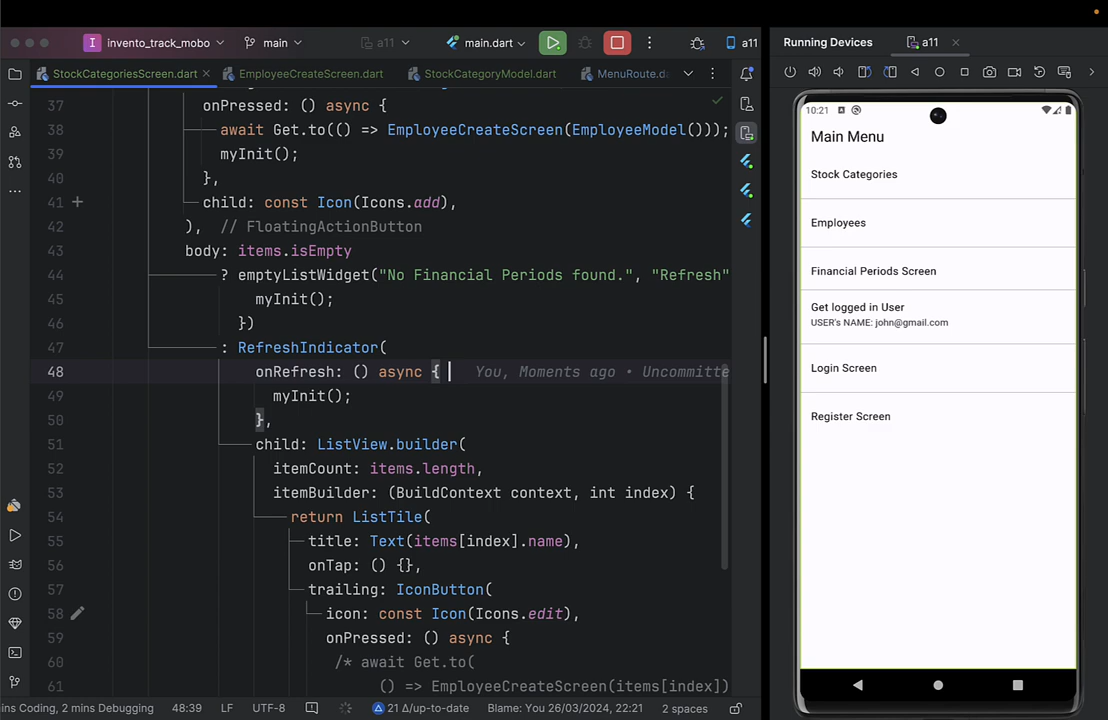 invento_track_mobo
main
a11
main.dart
a11
Running Devices
a11
StockCategoriesScreen.dart
EmployeeCreateScreen.dart
StockCategoryModel.dart
MenuRoute.d
37
onPressed: () async {
38
await Get.to(() => EmployeeCreateScreen(EmployeeModel()));
39
myInit();
40
},
41
child: const Icon(Icons.add),
42
), // FloatingActionButton
43
body: items.isEmpty
44
? emptyListWidget("No Financial Periods found.", "Refresh"
45
myInit();
46
})
47
: RefreshIndicator(
48
onRefresh: () async { You, Moments ago • Uncommitte
49
myInit();
50
},
51
child: ListView.builder(
52
itemCount: items.length,
53
itemBuilder: (BuildContext context, int index) {
54
return ListTile(
55
title: Text(items[index].name),
56
onTap: () {},
57
trailing: IconButton(
58
icon: const Icon(Icons.edit),
59
onPressed: () async {
60
/* await Get.to(
61
() => EmployeeCreateScreen(items[index])
ins Coding, 2 mins Debugging
48:39
LF
UTF-8
21 Δ/up-to-date
Blame: You 26/03/2024, 22:21
2 spaces
10:21
Main Menu
Stock Categories
Employees
Financial Periods Screen
Get logged in User
USER's NAME: john@gmail.com
Login Screen
Register Screen